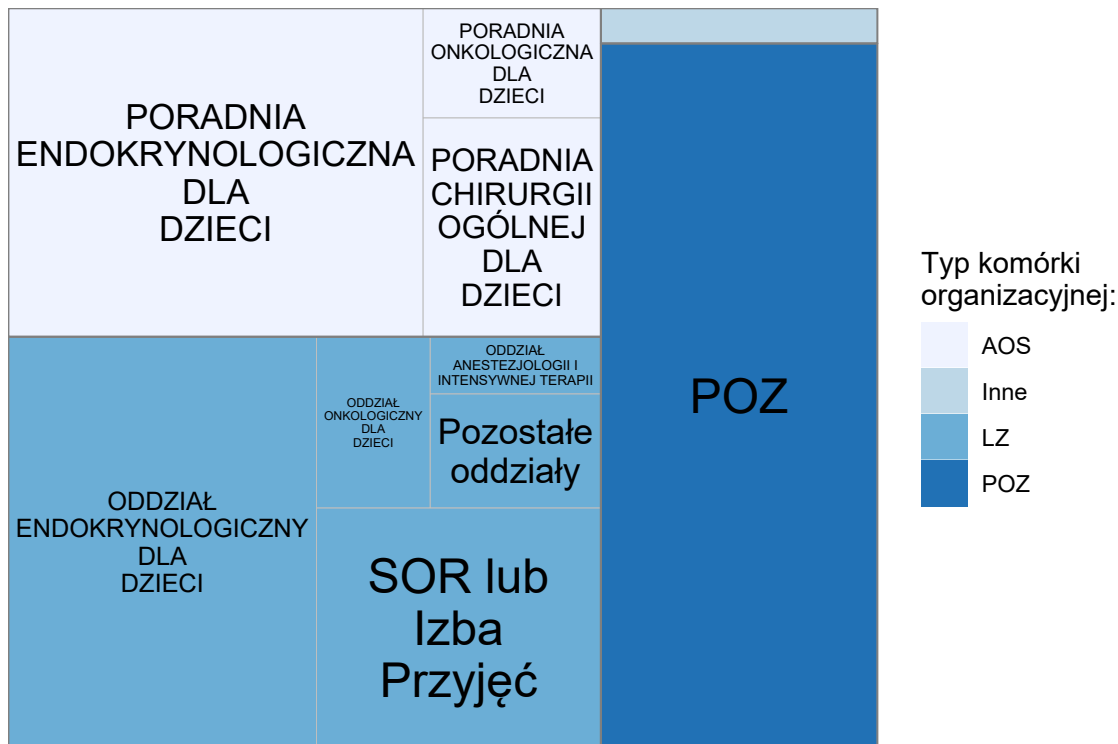 PORADNIA
ENDOKRYNOLOGICZNA
DLA
DZIECI
PORADNIA
ONKOLOGICZNA
DLA
DZIECI
PORADNIA
CHIRURGII
OGÓLNEJ
DLA
DZIECI
ODDZIAŁ
ENDOKRYNOLOGICZNY
DLA
DZIECI
ODDZIAŁ
ONKOLOGICZNY
DLA
DZIECI
ODDZIAŁ
ANESTEZJOLOGII I
INTENSYWNEJ TERAPII
Pozostałe
oddziały
SOR lub
Izba
Przyjęć
POZ
Typ komórki
organizacyjnej:
AOS
Inne
LZ
POZ